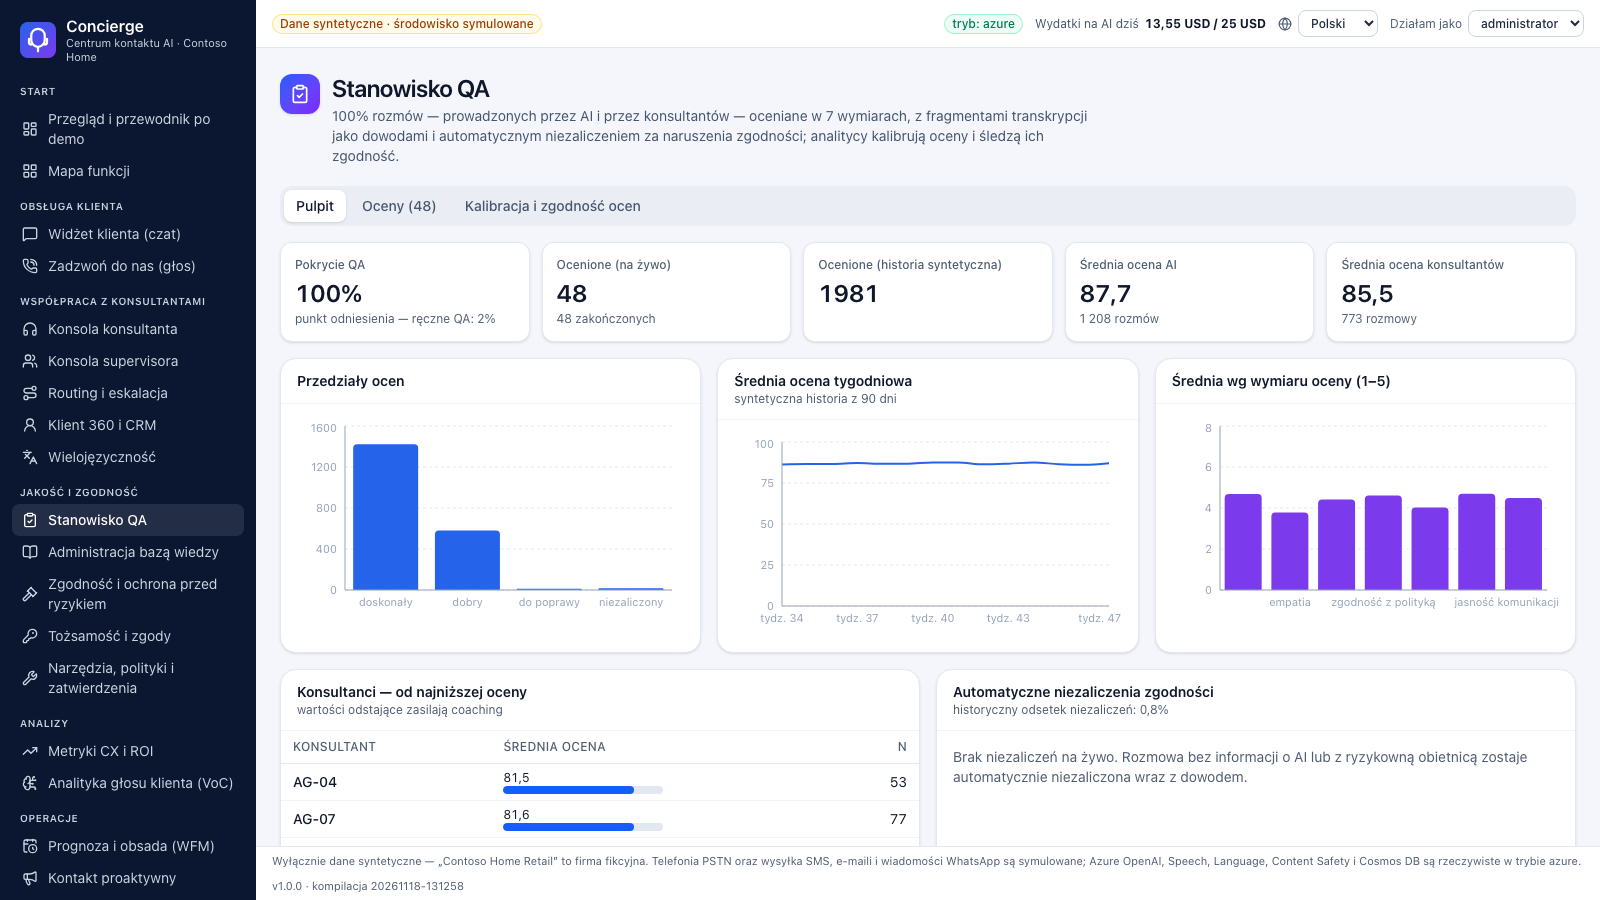 Concierge
Centrum kontaktu AI · Contoso
Home
START
Przegląd i przewodnik po
demo
Mapa funkcji
OBSŁUGA KLIENTA
Widżet klienta (czat)
Zadzwoń do nas (głos)
WSPÓŁPRACA Z KONSULTANTAMI
Konsola konsultanta
Konsola supervisora
Routing i eskalacja
Klient 360 i CRM
Wielojęzyczność
JAKOŚĆ I ZGODNOŚĆ
Stanowisko QA
Administracja bazą wiedzy
Zgodność i ochrona przed
ryzykiem
Tożsamość i zgody
Narzędzia, polityki i
zatwierdzenia
ANALIZY
Metryki CX i ROI
Analityka głosu klienta (VoC)
OPERACJE
Prognoza i obsada (WFM)
Kontakt proaktywny
Dane syntetyczne · środowisko symulowane
tryb: azure
Wydatki na AI dziś 13,55 USD / 25 USD
Polski
Działam jako
administrator
Stanowisko QA
100% rozmów — prowadzonych przez AI i przez konsultantów — oceniane w 7 wymiarach, z fragmentami transkrypcji
jako dowodami i automatycznym niezaliczeniem za naruszenia zgodności; analitycy kalibrują oceny i śledzą ich
zgodność.
Pulpit
Oceny (48)
Kalibracja i zgodność ocen
Pokrycie QA
100%
punkt odniesienia — ręczne QA: 2%
Ocenione (na żywo)
48
48 zakończonych
Ocenione (historia syntetyczna)
1981
Średnia ocena AI
87,7
1 208 rozmów
Średnia ocena konsultantów
85,5
773 rozmowy
Przedziały ocen
1600
1200
800
400
0
doskonały
dobry
do poprawy
niezaliczony
Średnia ocena tygodniowa
syntetyczna historia z 90 dni
100
75
50
25
0
tydz. 34
tydz. 37
tydz. 40
tydz. 43
tydz. 47
Średnia wg wymiaru oceny (1–5)
8
6
4
2
0
empatia
zgodność z polityką
jasność komunikacji
Konsultanci — od najniższej oceny
wartości odstające zasilają coaching
KONSULTANT
ŚREDNIA OCENA
N
AG-04
81,5
53
AG-07
81,6
77
Automatyczne niezaliczenia zgodności
historyczny odsetek niezaliczeń: 0,8%
Brak niezaliczeń na żywo. Rozmowa bez informacji o AI lub z ryzykowną obietnicą zostaje
automatycznie niezaliczona wraz z dowodem.
Wyłącznie dane syntetyczne — „Contoso Home Retail” to firma fikcyjna. Telefonia PSTN oraz wysyłka SMS, e-maili i wiadomości WhatsApp są symulowane; Azure OpenAI, Speech, Language, Content Safety i Cosmos DB są rzeczywiste w trybie azure.
v1.0.0 · kompilacja 20261118-131258